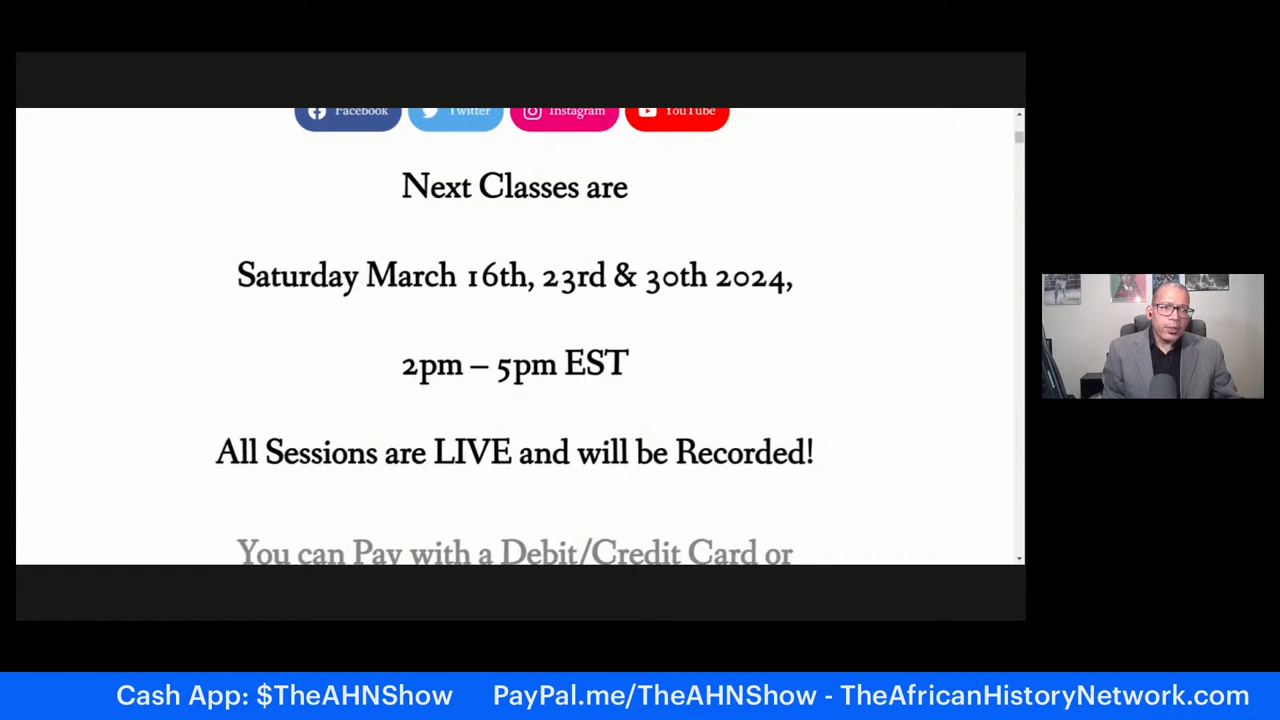 Facebook Twitter Instagram YouTube
Next Classes are
Saturday March 16th, 23rd & 30th 2024,
2pm – 5pm EST
All Sessions are LIVE and will be Recorded!
You can Pay with a Debit/Credit Card or
Cash App: $TheAHNShow PayPal.me/TheAHNShow - TheAfricanHistoryNetwork.com